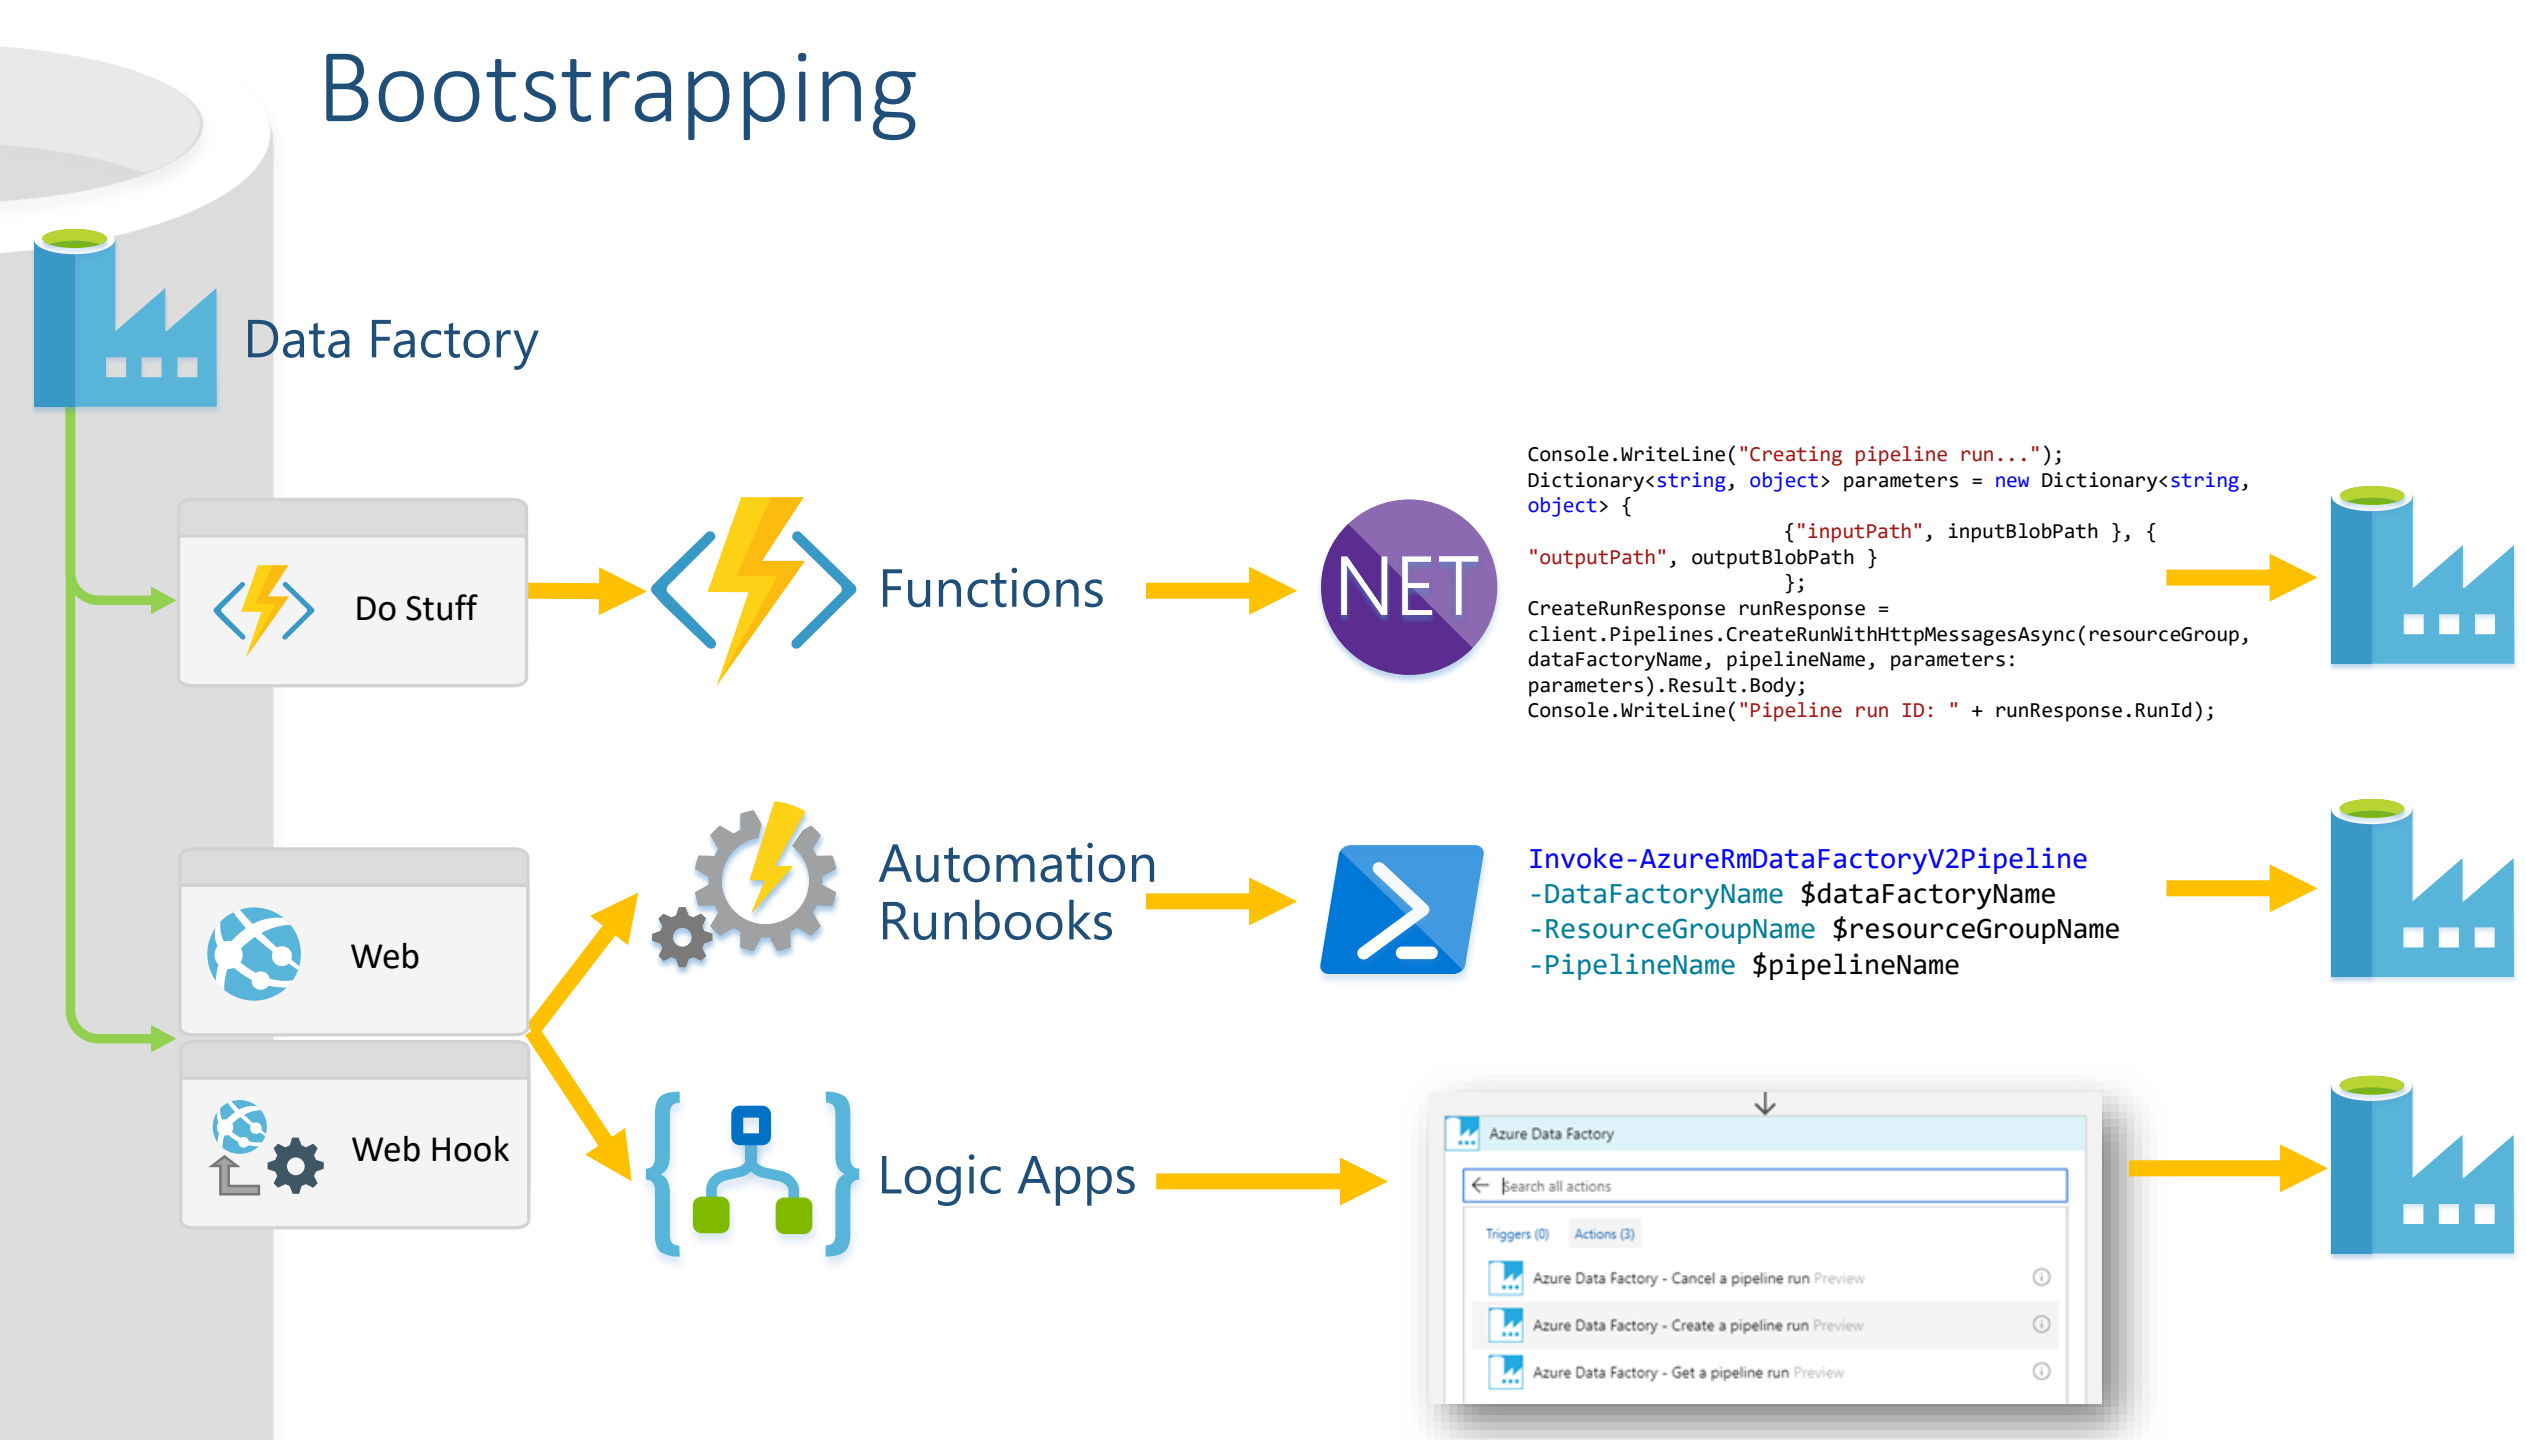 Bootstrapping
Data Factory
Do Stuff
Functions
NET
Console.WriteLine("Creating pipeline run...");
Dictionary<string, object> parameters = new Dictionary<string,
object> {
{"inputPath", inputBlobPath }, {
"outputPath", outputBlobPath }
};
CreateRunResponse runResponse =
client.Pipelines.CreateRunWithHttpMessagesAsync(resourceGroup,
dataFactoryName, pipelineName, parameters:
parameters).Result.Body;
Console.WriteLine("Pipeline run ID: " + runResponse.RunId);
Web
Automation
Runbooks
Invoke-AzureRmDataFactoryV2Pipeline
-DataFactoryName $dataFactoryName
-ResourceGroupName $resourceGroupName
-PipelineName $pipelineName
Web Hook
Logic Apps
Azure Data Factory
Search all actions
Triggers (0) Actions (3)
Azure Data Factory - Cancel a pipeline run Preview
Azure Data Factory - Create a pipeline run Preview
Azure Data Factory - Get a pipeline run Preview